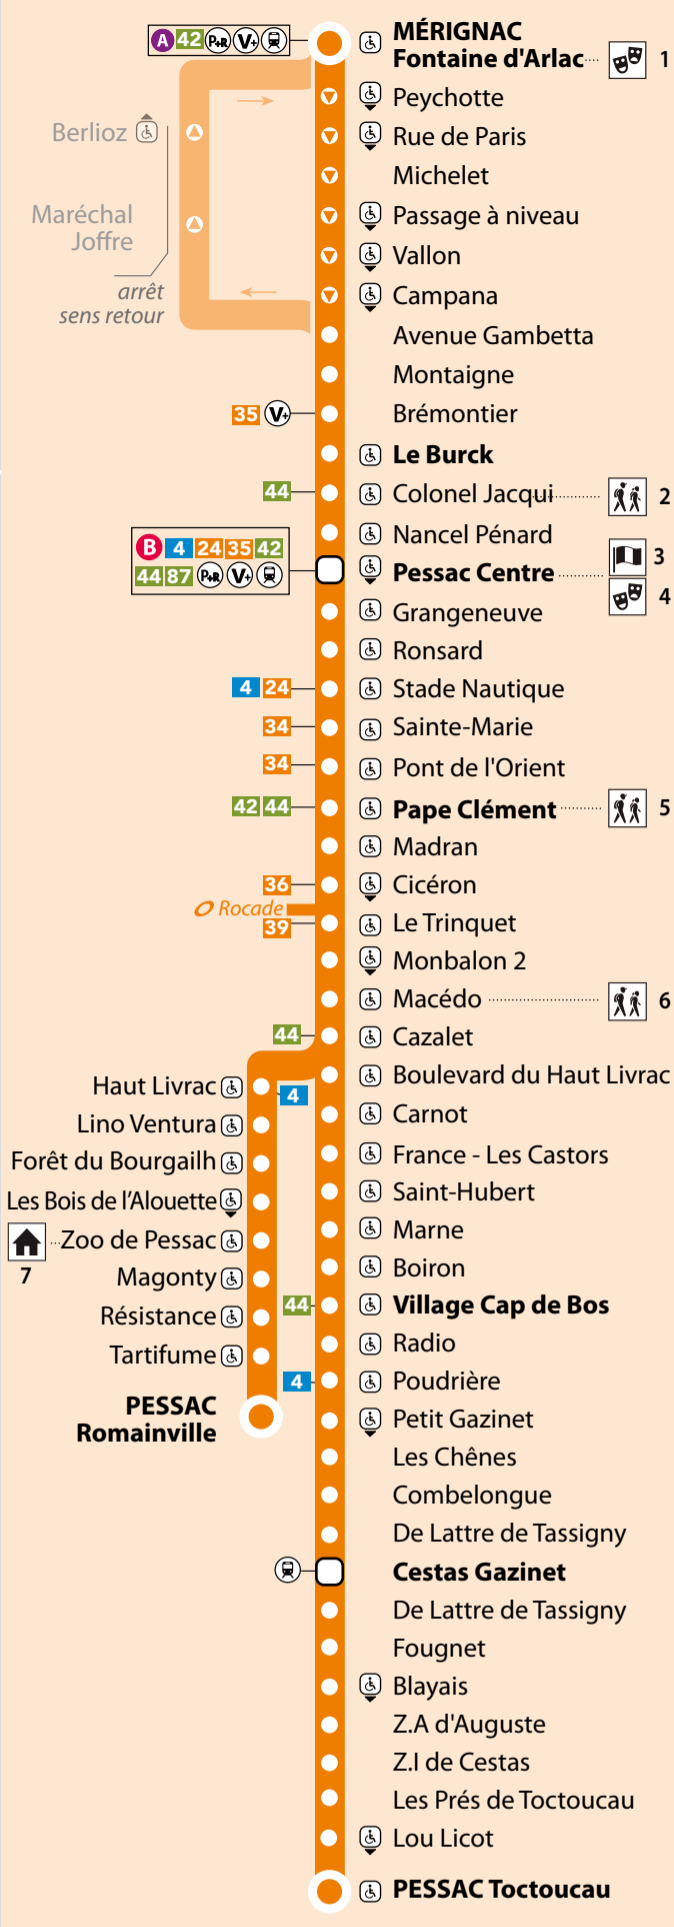 A 42 P+R V+
MÉRIGNAC
Fontaine d'Arlac
1
Peychotte
Berlioz
Rue de Paris
Michelet
Maréchal
Joffre
Passage à niveau
Vallon
arrêt
sens retour
Campana
Avenue Gambetta
Montaigne
35 V+
Brémontier
Le Burck
44
Colonel Jacqui
2
Nancel Pénard
B 4 24 35 42
44 87 P+R V+
Pessac Centre
3
4
Grangeneuve
Ronsard
4 24
Stade Nautique
34
Sainte-Marie
34
Pont de l'Orient
42 44
Pape Clément
5
Madran
36
Cicéron
Rocade
39
Le Trinquet
Monbalon 2
Macédo
6
44
Cazalet
Boulevard du Haut Livrac
Haut Livrac
4
Carnot
Lino Ventura
France - Les Castors
Forêt du Bourgailh
Saint-Hubert
Les Bois de l'Alouette
Marne
Zoo de Pessac
7
Boiron
Magonty
44
Village Cap de Bos
Résistance
Radio
Tartifume
4
Poudrière
PESSAC
Romainville
Petit Gazinet
Les Chênes
Combelongue
De Lattre de Tassigny
Cestas Gazinet
De Lattre de Tassigny
Fougnet
Blayais
Z.A d'Auguste
Z.I de Cestas
Les Prés de Toctoucau
Lou Licot
PESSAC Toctoucau